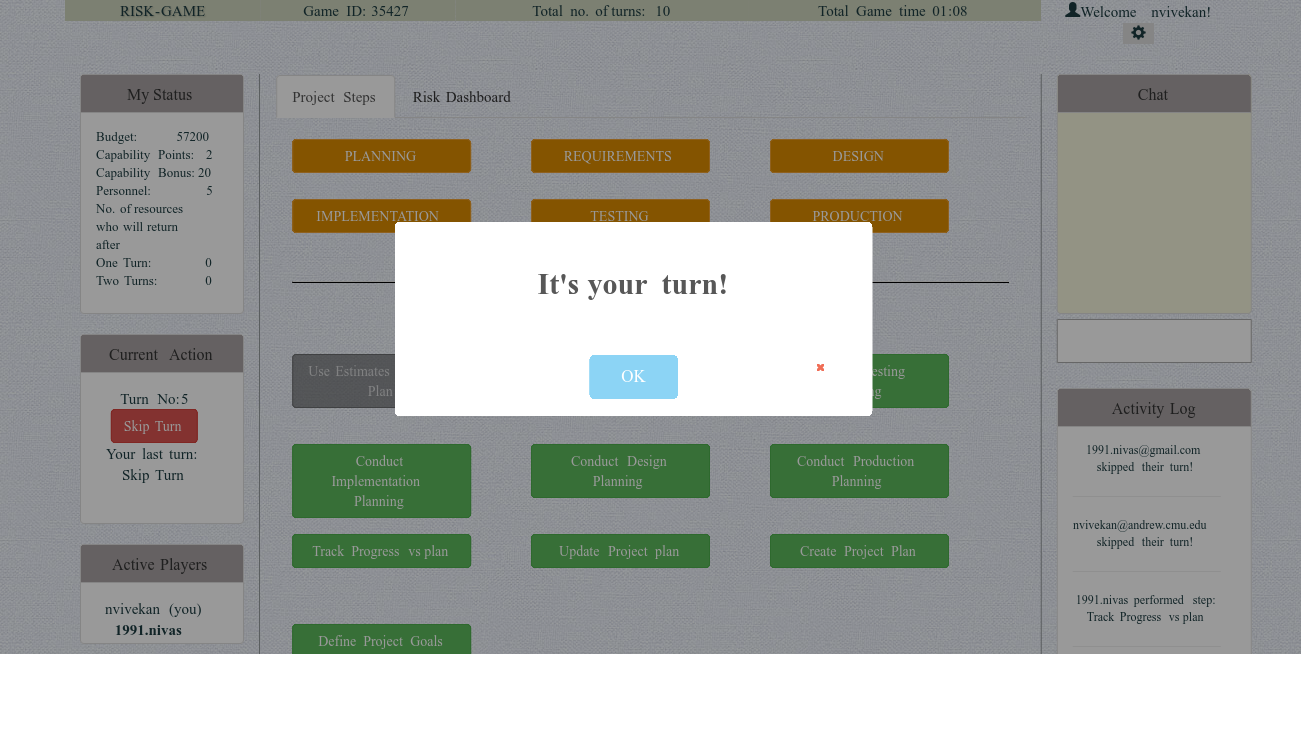 RISK-GAME
Game ID: 35427
Total no. of turns: 10
Total Game time 01:08
Welcome nvivekan!
My Status
Budget: 57200
Capability Points: 2
Capability Bonus: 20
Personnel: 5
No. of resources
who will return
after
One Turn: 0
Two Turns: 0
Current Action
Turn No:5
Skip Turn
Your last turn:
Skip Turn
Active Players
nvivekan (you)
1991.nivas
Project Steps
Risk Dashboard
PLANNING
REQUIREMENTS
DESIGN
IMPLEMENTATION
TESTING
PRODUCTION
It's your turn!
OK
Use Estimates
Plan
Conduct
Implementation
Planning
Conduct Design
Planning
Conduct Production
Planning
Track Progress vs plan
Update Project plan
Create Project Plan
Define Project Goals
Chat
Activity Log
1991.nivas@gmail.com
skipped their turn!
nvivekan@andrew.cmu.edu
skipped their turn!
1991.nivas performed step:
Track Progress vs plan